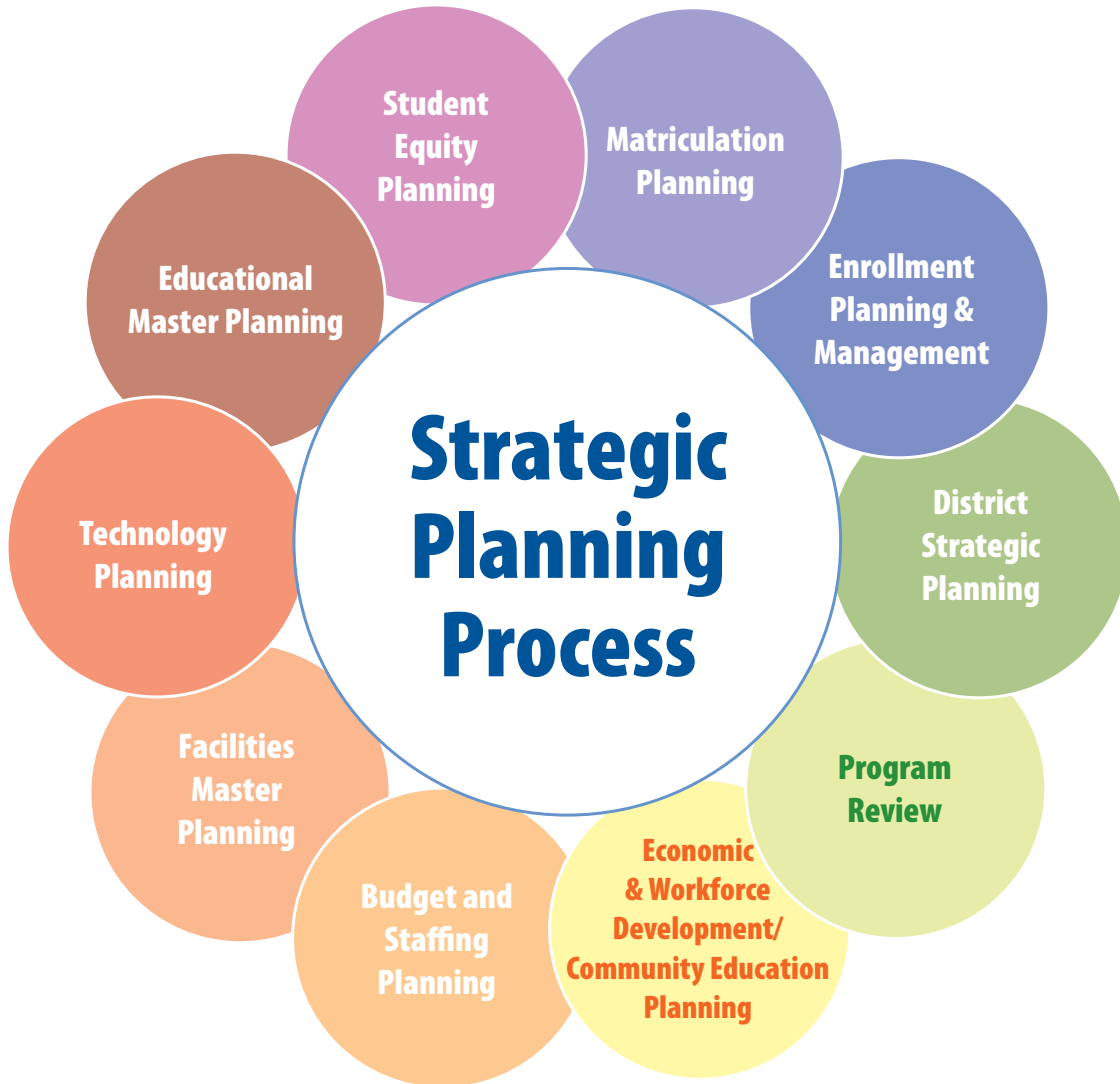 Student
Equity
Planning
Matriculation
Planning
Enrollment
Planning &
Management
District
Strategic
Planning
Program
Review
Economic
& Workforce
Development/
Community Education
Planning
Budget and
Staffing
Planning
Facilities
Master
Planning
Technology
Planning
Educational
Master Planning
Strategic
Planning
Process